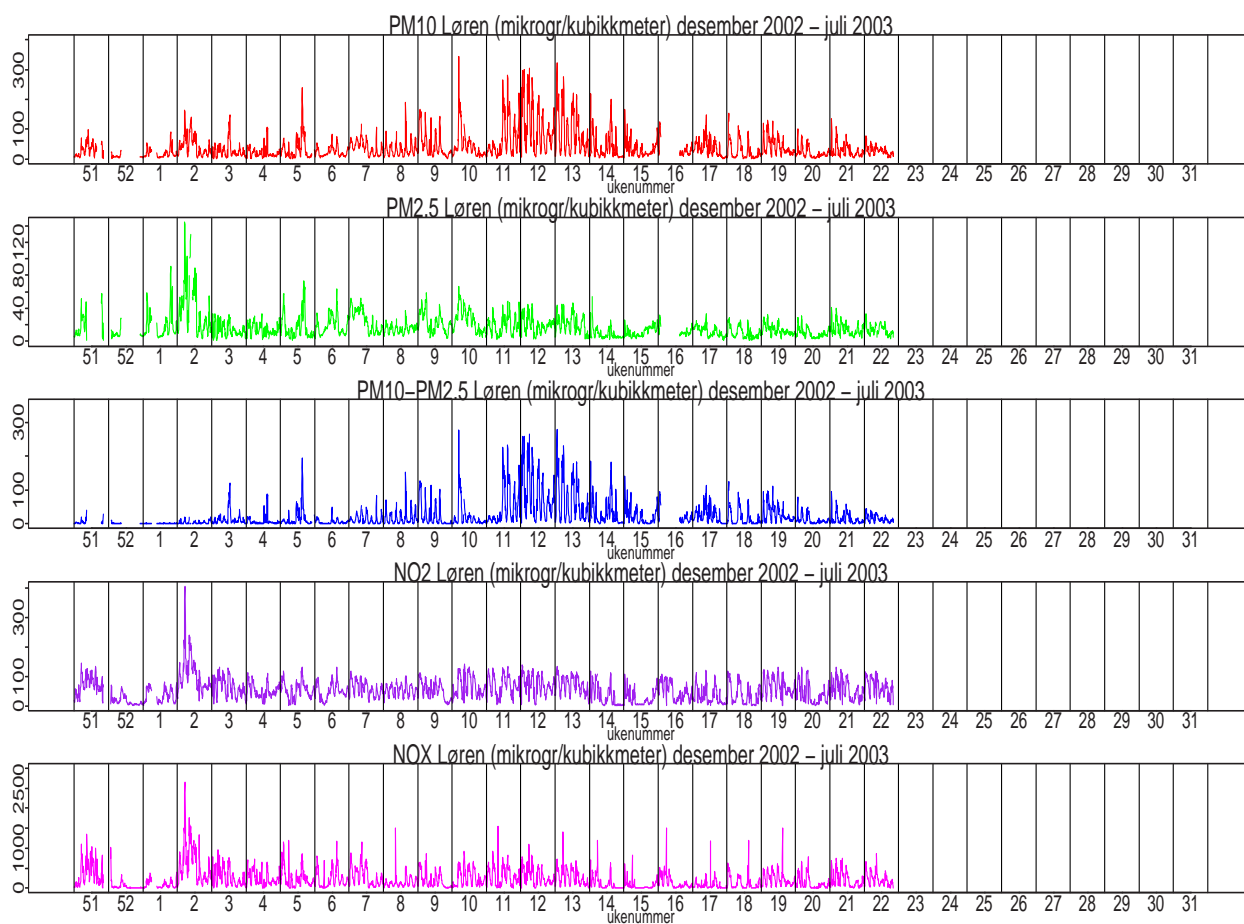 PM10 Løren (mikrogr/kubikkmeter) desember 2002 – juli 2003
0 100 300
51 52 1 2 3 4 5 6 7 8 9 10 11 12 13 14 15 16 17 18 19 20 21 22 23 24 25 26 27 28 29 30 31
ukenummer
PM2.5 Løren (mikrogr/kubikkmeter) desember 2002 – juli 2003
0 40 80 120
51 52 1 2 3 4 5 6 7 8 9 10 11 12 13 14 15 16 17 18 19 20 21 22 23 24 25 26 27 28 29 30 31
ukenummer
PM10–PM2.5 Løren (mikrogr/kubikkmeter) desember 2002 – juli 2003
0 100 300
51 52 1 2 3 4 5 6 7 8 9 10 11 12 13 14 15 16 17 18 19 20 21 22 23 24 25 26 27 28 29 30 31
ukenummer
NO2 Løren (mikrogr/kubikkmeter) desember 2002 – juli 2003
0 100 300
51 52 1 2 3 4 5 6 7 8 9 10 11 12 13 14 15 16 17 18 19 20 21 22 23 24 25 26 27 28 29 30 31
ukenummer
NOX Løren (mikrogr/kubikkmeter) desember 2002 – juli 2003
0 1000 2500
51 52 1 2 3 4 5 6 7 8 9 10 11 12 13 14 15 16 17 18 19 20 21 22 23 24 25 26 27 28 29 30 31
ukenummer